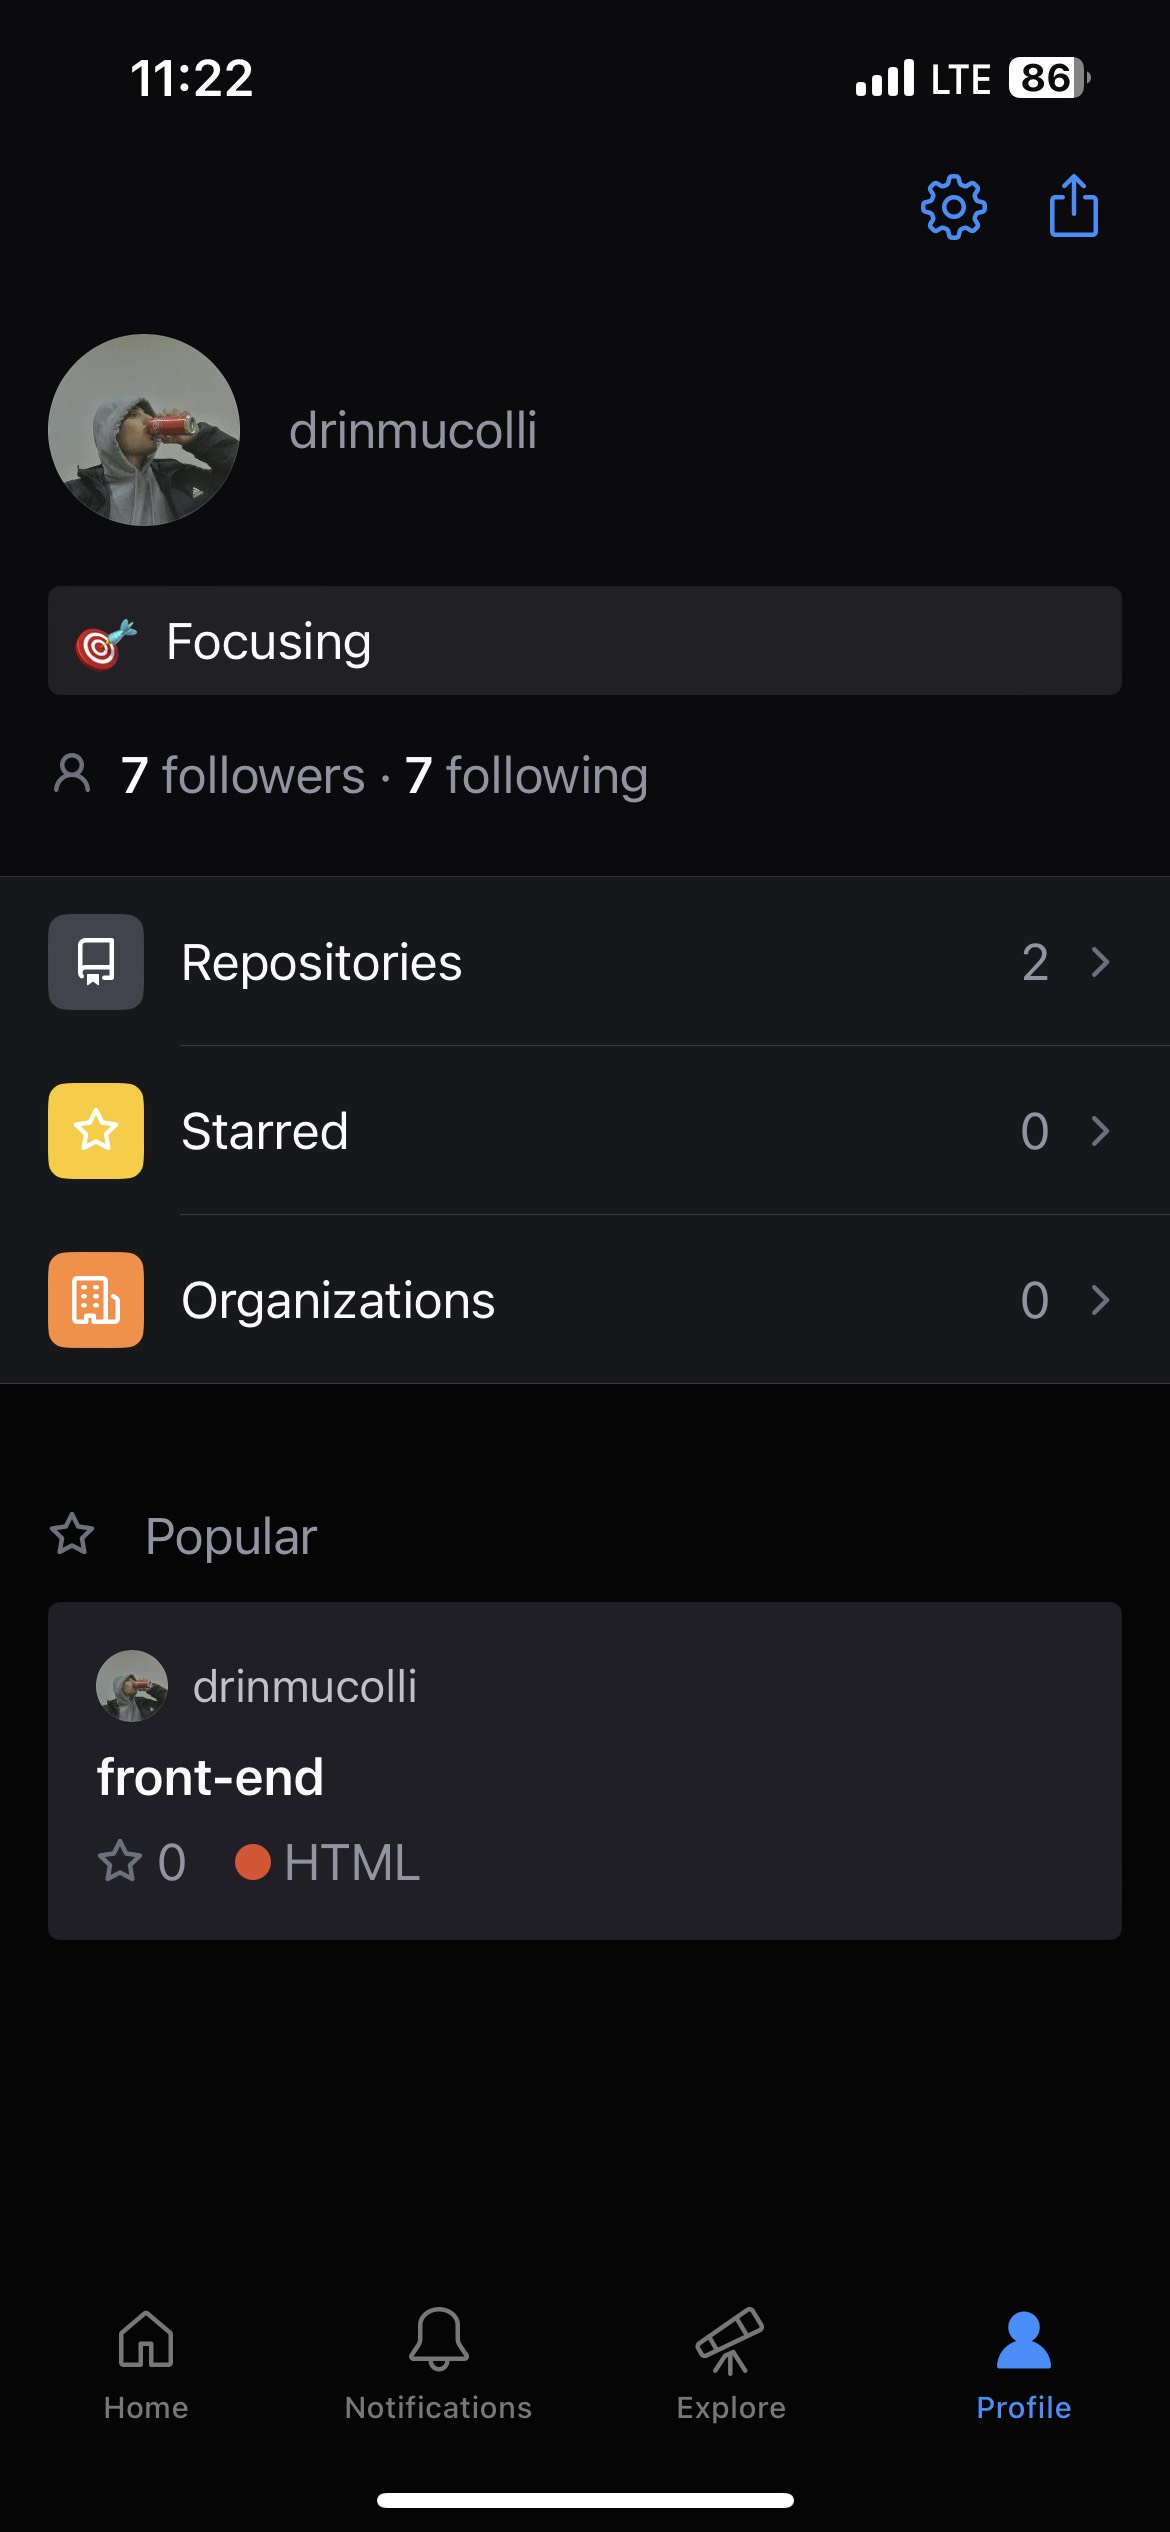 11:22 LTE 86
drinmucolli
Focusing
7 followers · 7 following
Repositories 2
Starred 0
Organizations 0
Popular
drinmucolli
front-end
0 HTML
Home Notifications Explore Profile